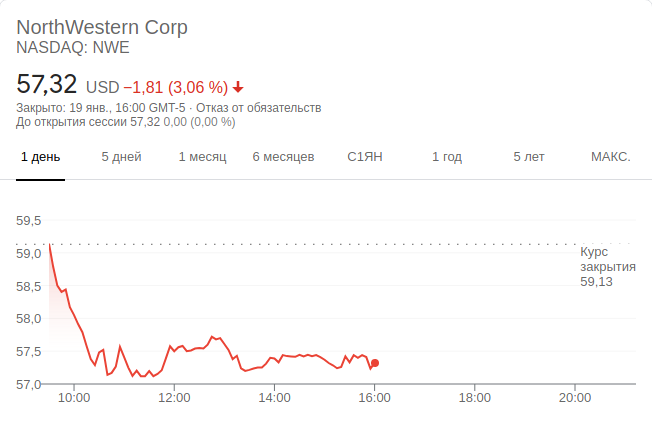 NorthWestern Corp
NASDAQ: NWE
57,32 USD −1,81 (3,06 %)
Закрыто: 19 янв., 16:00 GMT-5 · Отказ от обязательств
До открытия сессии 57,32 0,00 (0,00 %)
1 день 5 дней 1 месяц 6 месяцев С1ЯН 1 год 5 лет МАКС.
59,5
59,0
58,5
58,0
57,5
57,0
Курс
закрытия
59,13
10:00 12:00 14:00 16:00 18:00 20:00